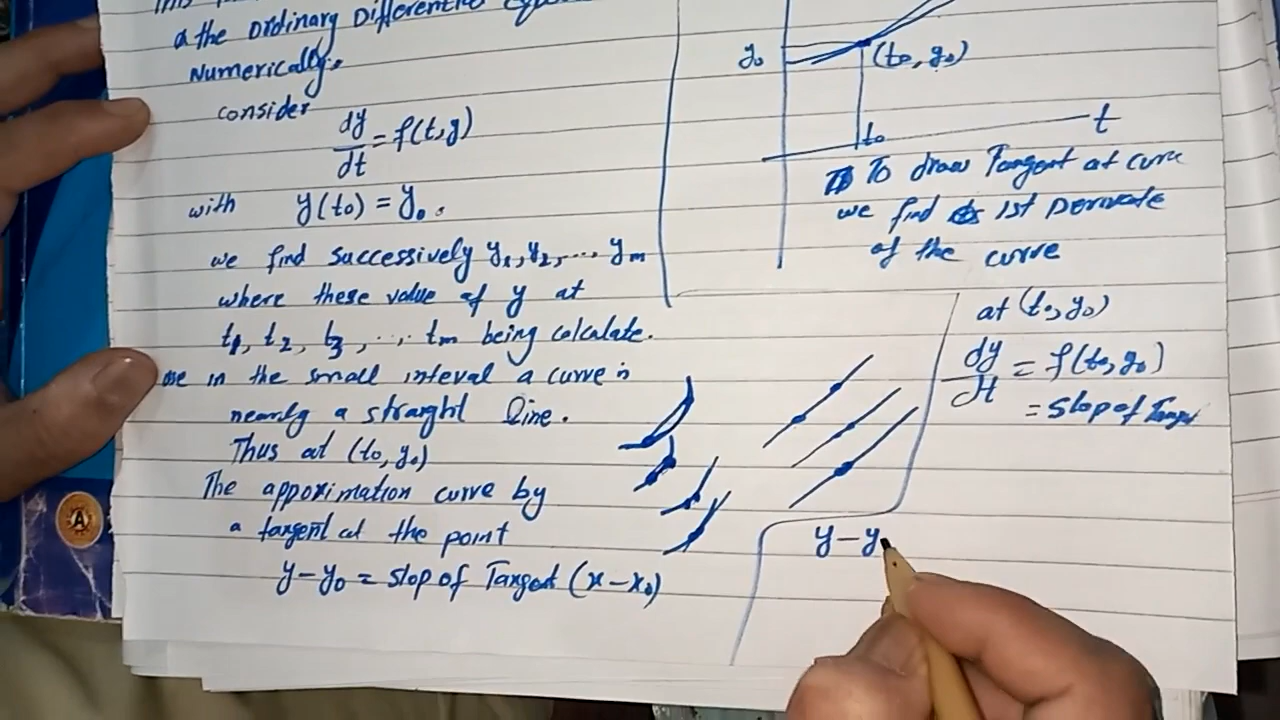 a the Ordinary Differential
Numerically.
consider
dy/dt = f(t,y)
with y(t0) = y0.
we find successively y1, y2, ... ym
where these value of y at
t1, t2, t3, ... tm being calculate.
in the small interval a curve is
nearly a straight line.
Thus at (t0, y0)
The appoximation curve by
a tangent at the point
y-y0 = slop of Tangent (x-x0)
y0
(t0, y0)
t0
t
To draw Tangent at curve
we find 1st Derivate
of the curve
at (t0, y0)
dy/dt = f(t0, y0)
= slop of Tangent
y-y
A